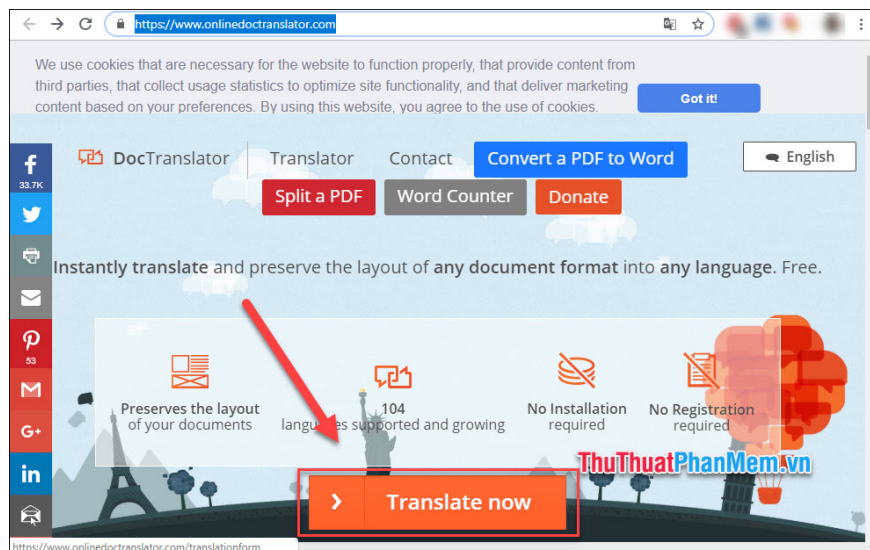 https://www.onlinedoctranslator.com
We use cookies that are necessary for the website to function properly, that provide content from
third parties, that collect usage statistics to optimize site functionality, and that deliver marketing
content based on your preferences. By using this website, you agree to the use of cookies.
Got it!
f
33.7K
DocTranslator
Translator
Contact
Convert a PDF to Word
English
Split a PDF
Word Counter
Donate
Instantly translate and preserve the layout of any document format into any language. Free.
53
G+
in
Preserves the layout
of your documents
104
languages supported and growing
No Installation
required
No Registration
required
ThuThuatPhanMem.vn
Translate now
https://www.onlinedoctranslator.com/translationform